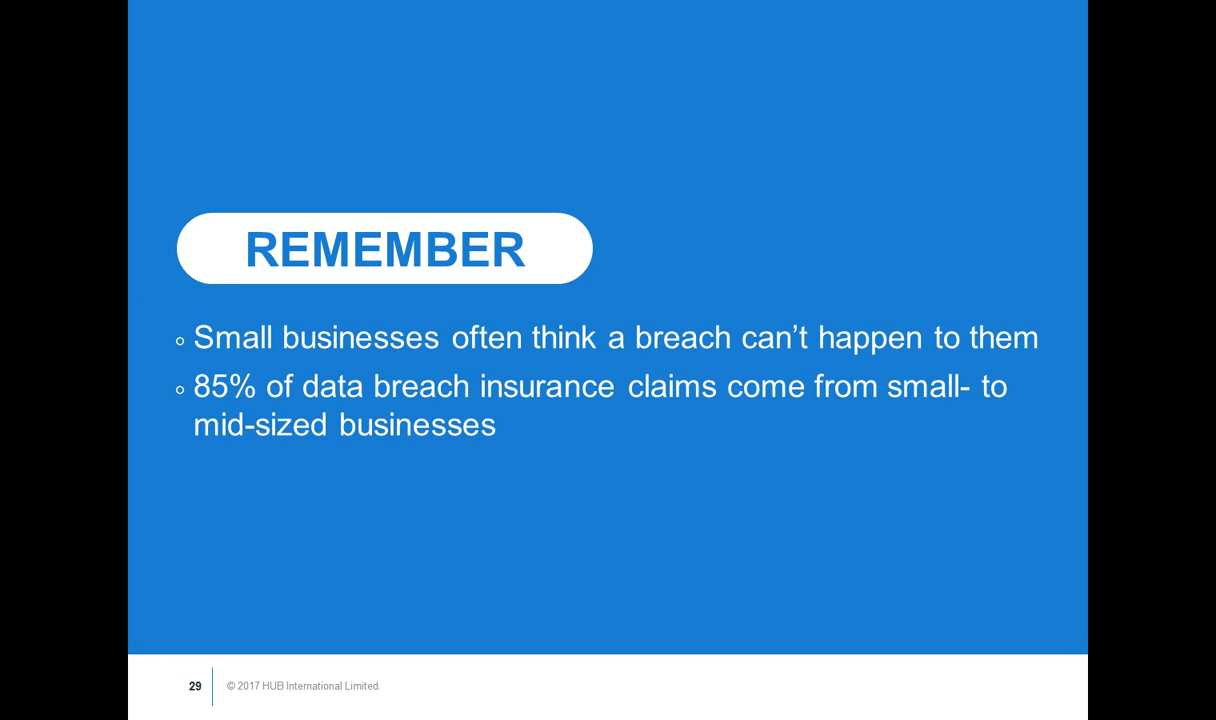 REMEMBER
◦ Small businesses often think a breach can’t happen to them
◦ 85% of data breach insurance claims come from small- to
mid-sized businesses
29
© 2017 HUB International Limited.